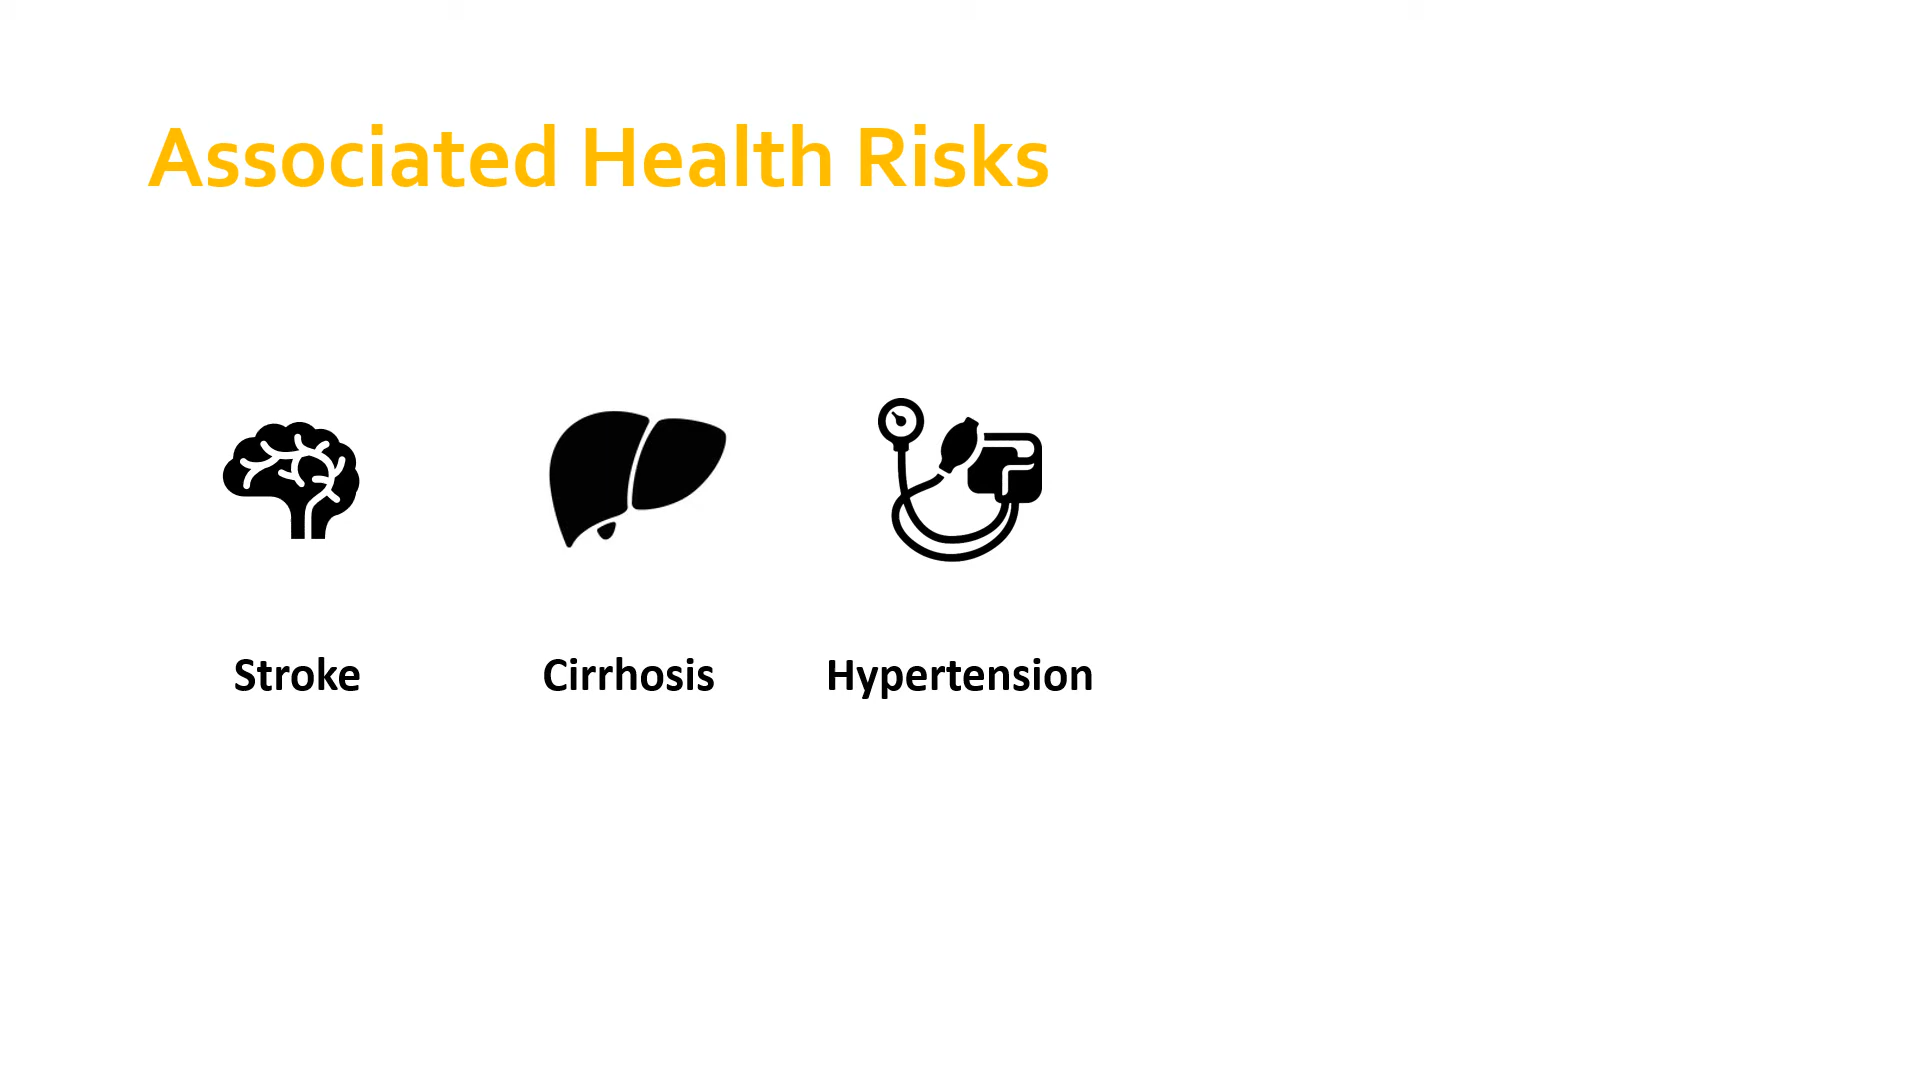 Associated Health Risks
Stroke
Cirrhosis
Hypertension